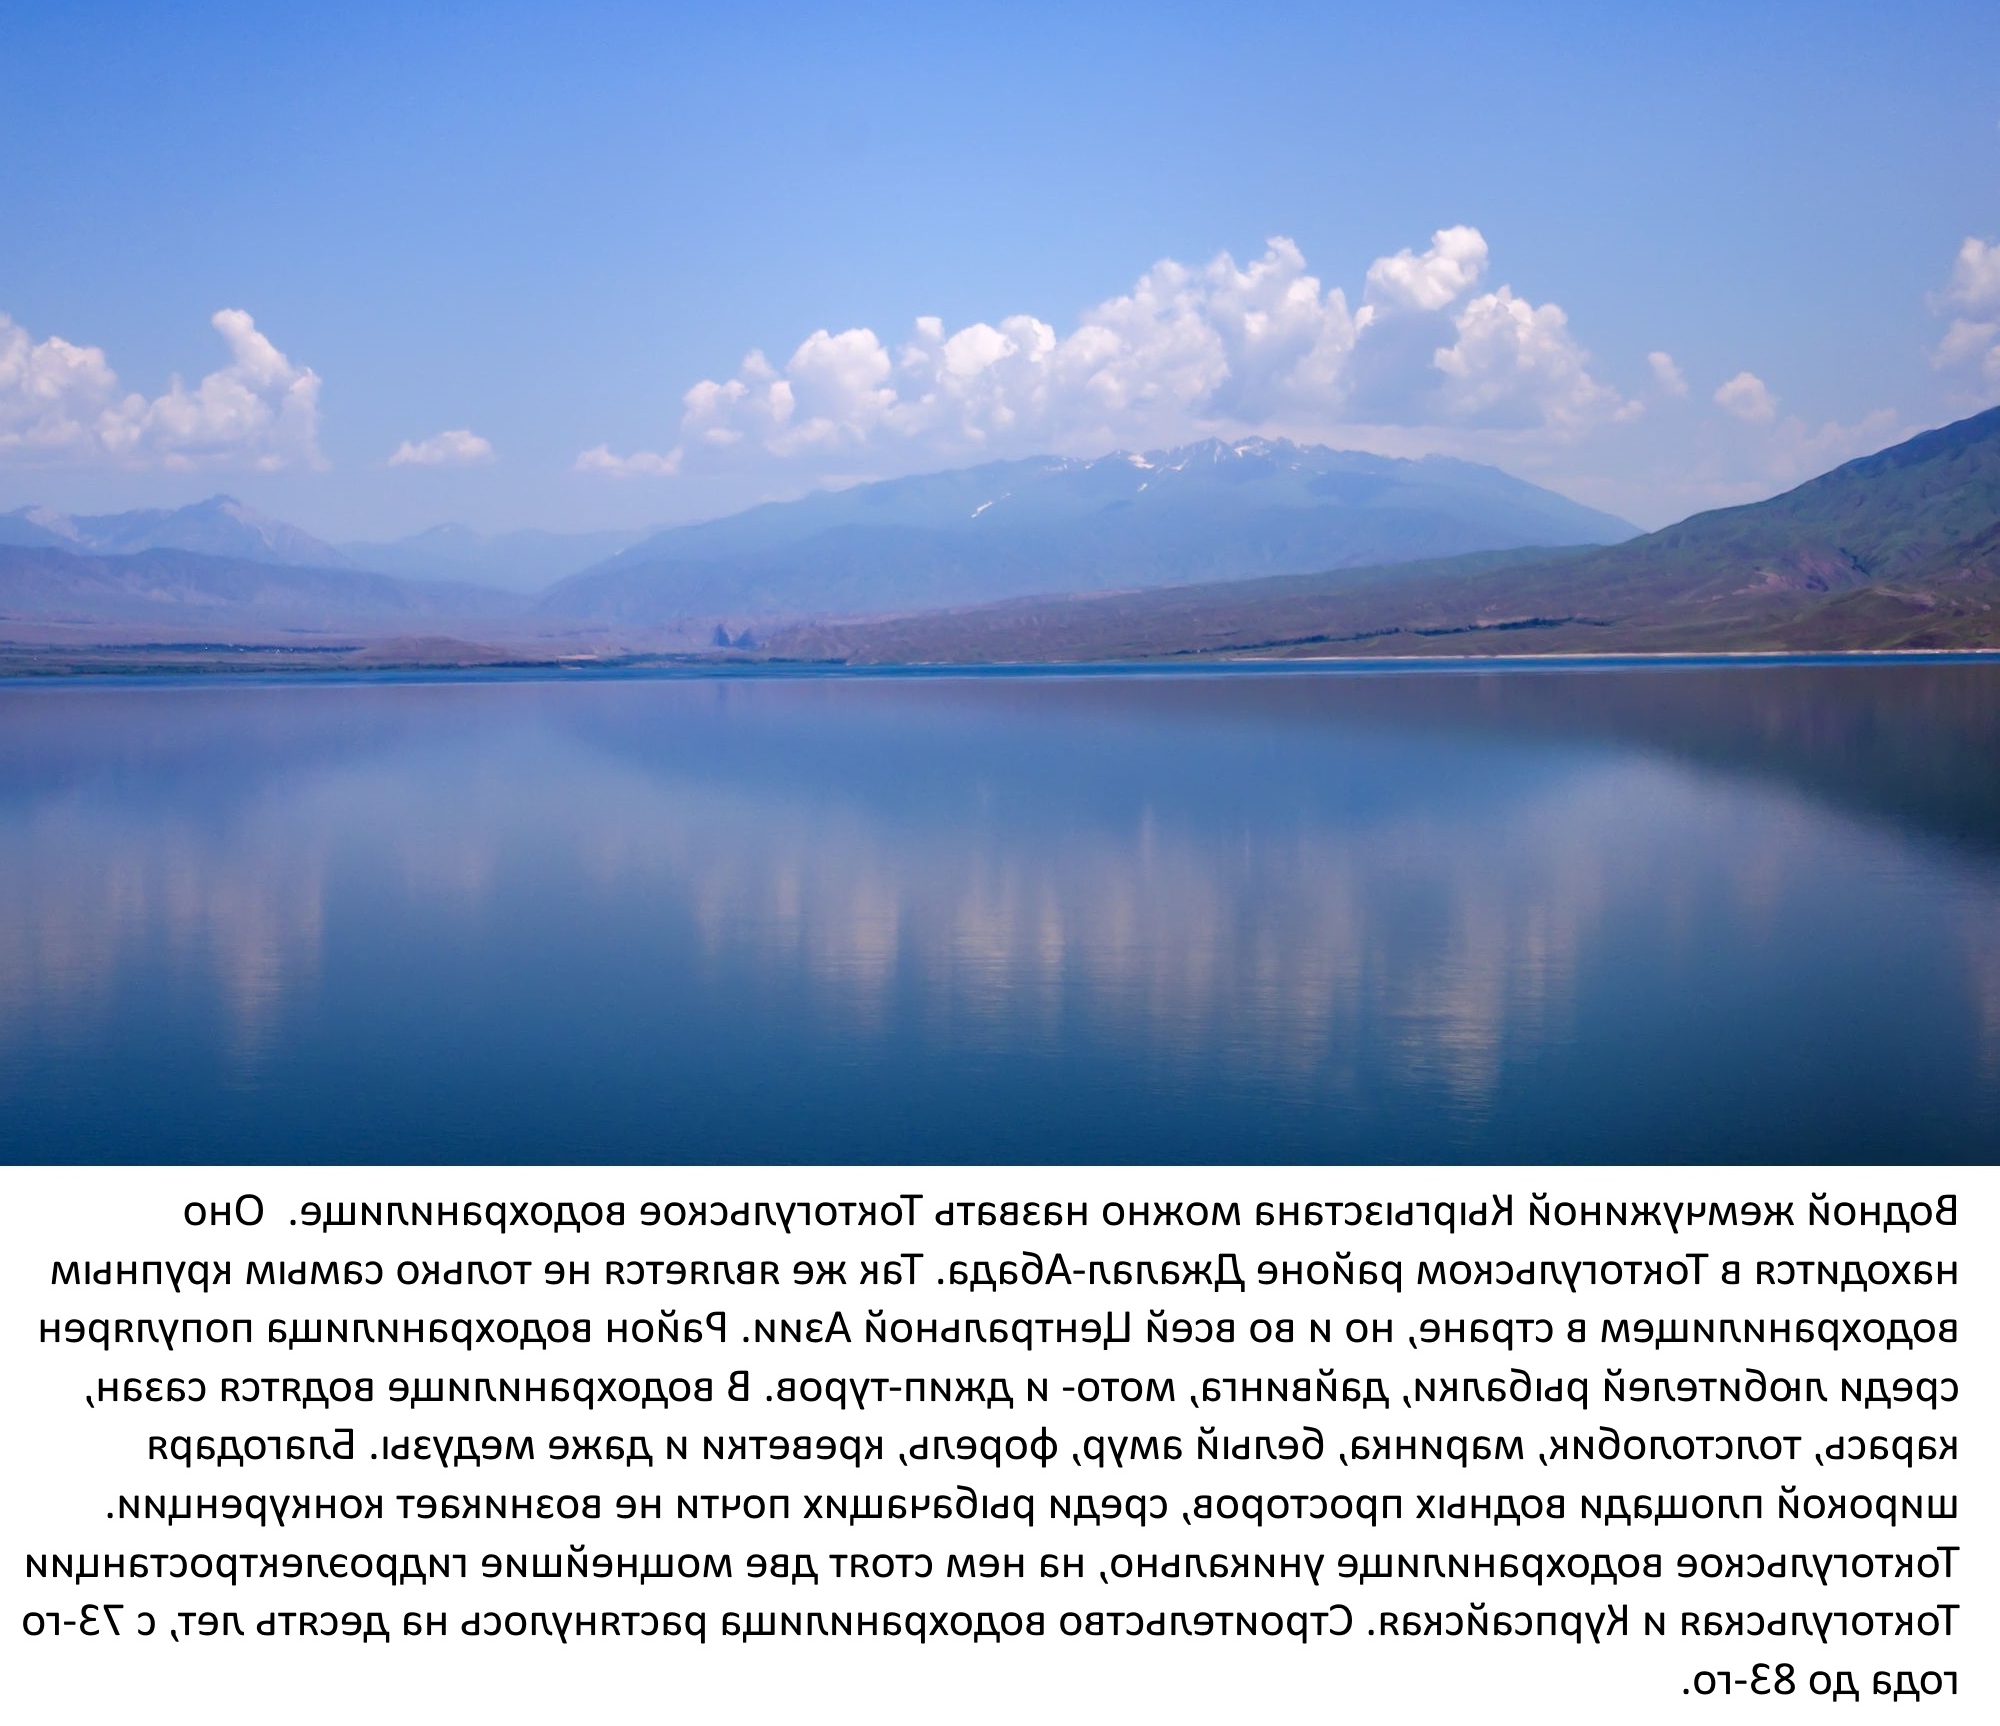 Водной жемчужиной Кыргызстана можно назвать Токтогульское водохранилище.  Оно
находится в Токтогульском районе Джалал-Абада. Так же является не только самым крупным
водохранилищем в стране, но и во всей Центральной Азии. Район водохранилища популярен
среди любителей рыбалки, дайвинга, мото- и джип-туров. В водохранилище водятся сазан,
карась, толстолобик, маринка, белый амур, форель, креветки и даже медузы. Благодаря
широкой площади водных просторов, среди рыбачащих почти не возникает конкуренции.
Токтогульское водохранилище уникально, на нем стоят две мощнейшие гидроэлектростанции
Токтогульская и Курпсайская. Строительство водохранилища растянулось на десять лет, с 73-го
года до 83-го.